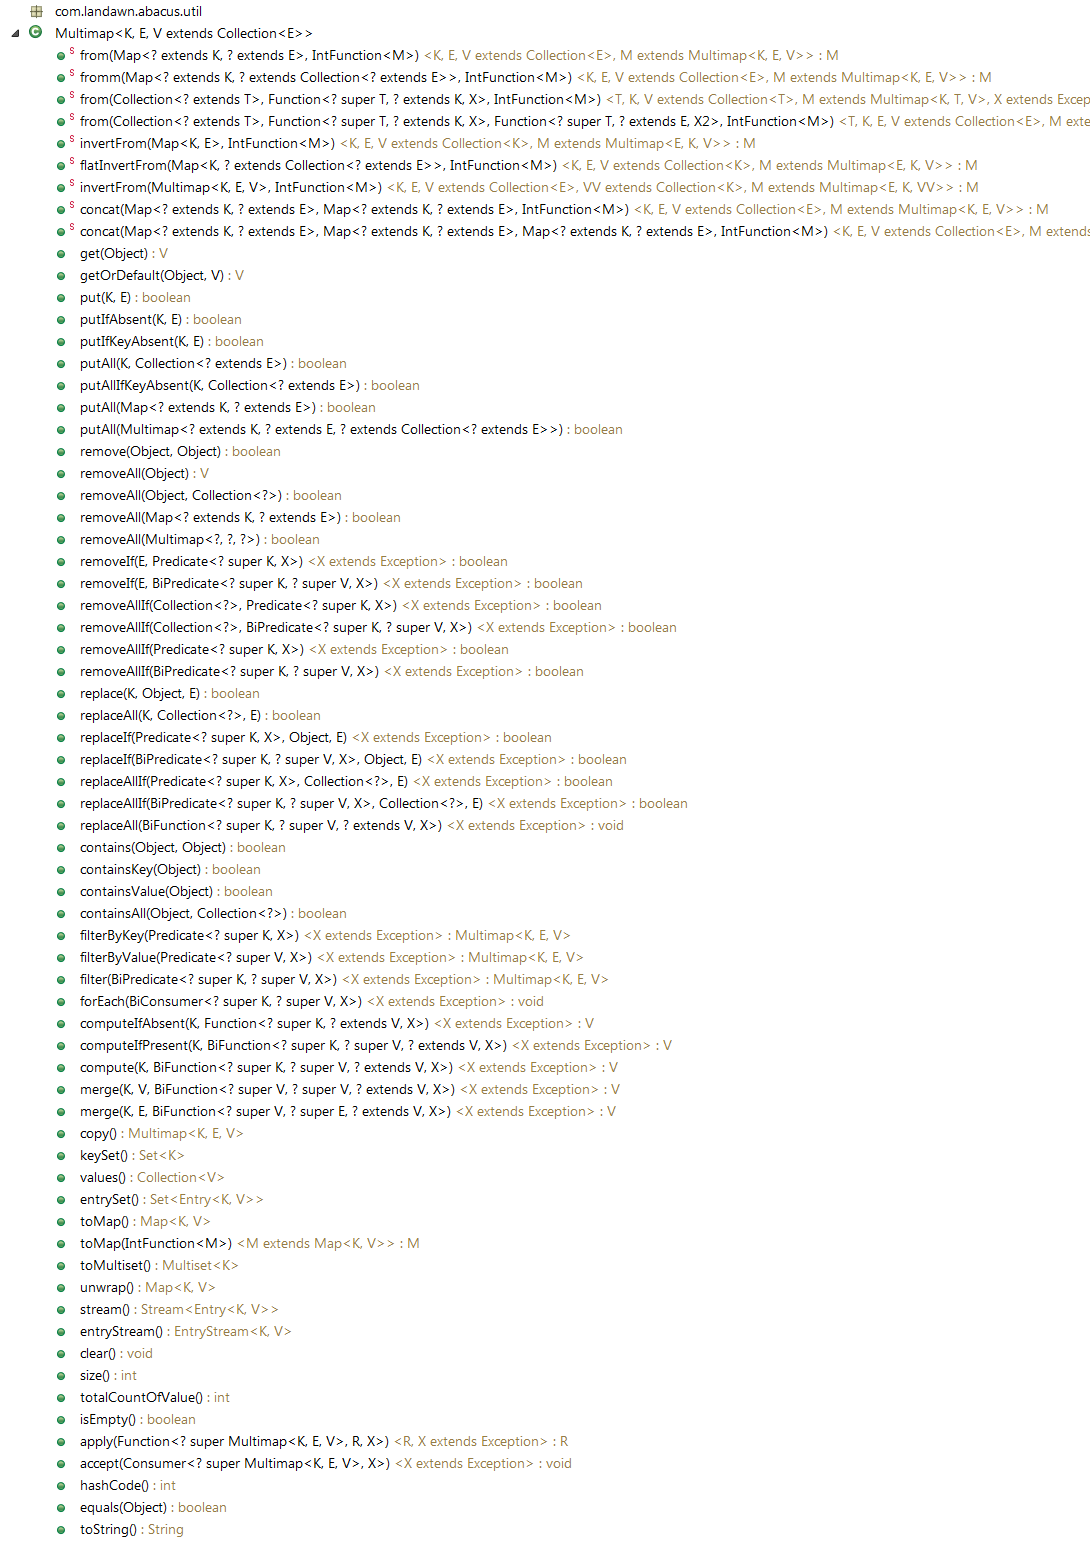 com.landawn.abacus.util
Multimap<K, E, V extends Collection<E>>
S from(Map<? extends K, ? extends E>, IntFunction<M>) <K, E, V extends Collection<E>, M extends Multimap<K, E, V>> : M
S fromm(Map<? extends K, ? extends Collection<? extends E>>, IntFunction<M>) <K, E, V extends Collection<E>, M extends Multimap<K, E, V>> : M
S from(Collection<? extends T>, Function<? super T, ? extends K, X>, IntFunction<M>) <T, K, V extends Collection<T>, M extends Multimap<K, T, V>, X extends Excep
S from(Collection<? extends T>, Function<? super T, ? extends K, X>, Function<? super T, ? extends E, X2>, IntFunction<M>) <T, K, E, V extends Collection<E>, M exte
S invertFrom(Map<K, E>, IntFunction<M>) <K, E, V extends Collection<K>, M extends Multimap<E, K, V>> : M
S flatInvertFrom(Map<K, ? extends Collection<? extends E>>, IntFunction<M>) <K, E, V extends Collection<K>, M extends Multimap<E, K, V>> : M
S invertFrom(Multimap<K, E, V>, IntFunction<M>) <K, E, V extends Collection<E>, VV extends Collection<K>, M extends Multimap<E, K, VV>> : M
S concat(Map<? extends K, ? extends E>, Map<? extends K, ? extends E>, IntFunction<M>) <K, E, V extends Collection<E>, M extends Multimap<K, E, V>> : M
S concat(Map<? extends K, ? extends E>, Map<? extends K, ? extends E>, Map<? extends K, ? extends E>, IntFunction<M>) <K, E, V extends Collection<E>, M extends
get(Object) : V
getOrDefault(Object, V) : V
put(K, E) : boolean
putIfAbsent(K, E) : boolean
putIfKeyAbsent(K, E) : boolean
putAll(K, Collection<? extends E>) : boolean
putAllIfKeyAbsent(K, Collection<? extends E>) : boolean
putAll(Map<? extends K, ? extends E>) : boolean
putAll(Multimap<? extends K, ? extends E, ? extends Collection<? extends E>>) : boolean
remove(Object, Object) : boolean
removeAll(Object) : V
removeAll(Object, Collection<?>) : boolean
removeAll(Map<? extends K, ? extends E>) : boolean
removeAll(Multimap<?, ?, ?>) : boolean
removeIf(E, Predicate<? super K, X>) <X extends Exception> : boolean
removeIf(E, BiPredicate<? super K, ? super V, X>) <X extends Exception> : boolean
removeAllIf(Collection<?>, Predicate<? super K, X>) <X extends Exception> : boolean
removeAllIf(Collection<?>, BiPredicate<? super K, ? super V, X>) <X extends Exception> : boolean
removeAllIf(Predicate<? super K, X>) <X extends Exception> : boolean
removeAllIf(BiPredicate<? super K, ? super V, X>) <X extends Exception> : boolean
replace(K, Object, E) : boolean
replaceAll(K, Collection<?>, E) : boolean
replaceIf(Predicate<? super K, X>, Object, E) <X extends Exception> : boolean
replaceIf(BiPredicate<? super K, ? super V, X>, Object, E) <X extends Exception> : boolean
replaceAllIf(Predicate<? super K, X>, Collection<?>, E) <X extends Exception> : boolean
replaceAllIf(BiPredicate<? super K, ? super V, X>, Collection<?>, E) <X extends Exception> : boolean
replaceAll(BiFunction<? super K, ? super V, ? extends V, X>) <X extends Exception> : void
contains(Object, Object) : boolean
containsKey(Object) : boolean
containsValue(Object) : boolean
containsAll(Object, Collection<?>) : boolean
filterByKey(Predicate<? super K, X>) <X extends Exception> : Multimap<K, E, V>
filterByValue(Predicate<? super V, X>) <X extends Exception> : Multimap<K, E, V>
filter(BiPredicate<? super K, ? super V, X>) <X extends Exception> : Multimap<K, E, V>
forEach(BiConsumer<? super K, ? super V, X>) <X extends Exception> : void
computeIfAbsent(K, Function<? super K, ? extends V, X>) <X extends Exception> : V
computeIfPresent(K, BiFunction<? super K, ? super V, ? extends V, X>) <X extends Exception> : V
compute(K, BiFunction<? super K, ? super V, ? extends V, X>) <X extends Exception> : V
merge(K, V, BiFunction<? super V, ? super V, ? extends V, X>) <X extends Exception> : V
merge(K, E, BiFunction<? super V, ? super E, ? extends V, X>) <X extends Exception> : V
copy() : Multimap<K, E, V>
keySet() : Set<K>
values() : Collection<V>
entrySet() : Set<Entry<K, V>>
toMap() : Map<K, V>
toMap(IntFunction<M>) <M extends Map<K, V>> : M
toMultiset() : Multiset<K>
unwrap() : Map<K, V>
stream() : Stream<Entry<K, V>>
entryStream() : EntryStream<K, V>
clear() : void
size() : int
totalCountOfValue() : int
isEmpty() : boolean
apply(Function<? super Multimap<K, E, V>, R, X>) <R, X extends Exception> : R
accept(Consumer<? super Multimap<K, E, V>, X>) <X extends Exception> : void
hashCode() : int
equals(Object) : boolean
toString() : String